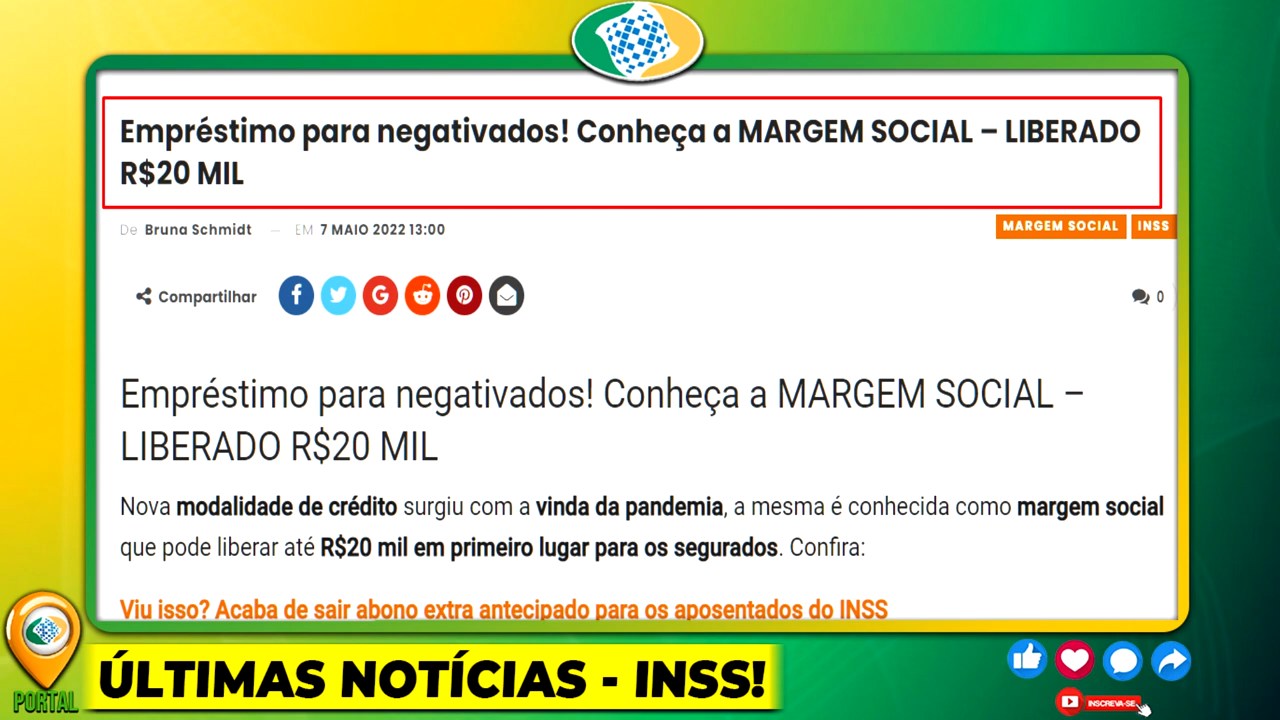 Empréstimo para negativados! Conheça a MARGEM SOCIAL – LIBERADO
R$20 MIL
De Bruna Schmidt — EM 7 MAIO 2022 13:00
MARGEM SOCIAL
INSS
Compartilhar
0
Empréstimo para negativados! Conheça a MARGEM SOCIAL –
LIBERADO R$20 MIL
Nova modalidade de crédito surgiu com a vinda da pandemia, a mesma é conhecida como margem social
que pode liberar até R$20 mil em primeiro lugar para os segurados. Confira:
Viu isso? Acaba de sair abono extra antecipado para os aposentados do INSS
PORTAL
ÚLTIMAS NOTÍCIAS - INSS!
INSCREVA-SE